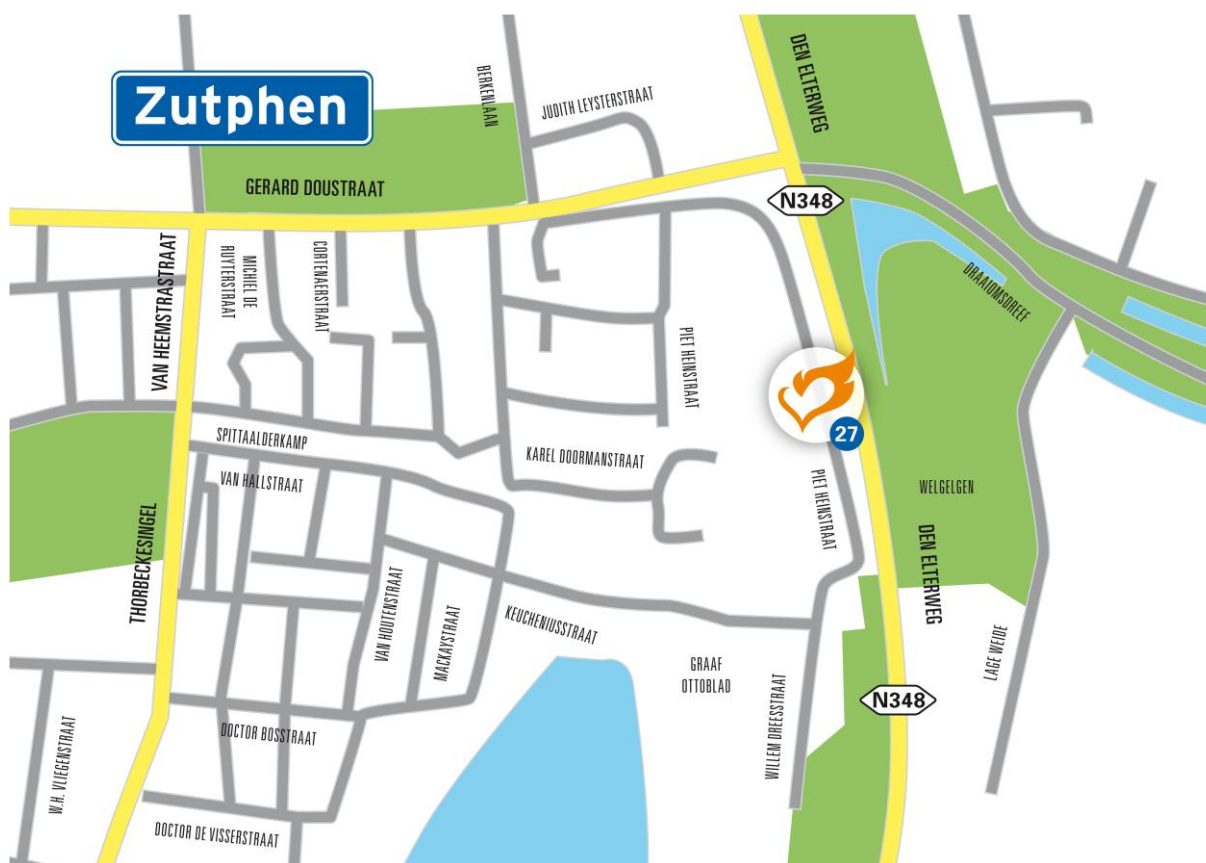 Zutphen
BERKENLAAN
JUDITH LEYSTERSTRAAT
DEN ELTERWEG
GERARD DOUSTRAAT
N348
VAN HEEMSTRASTRAAT
MICHIEL DE
RUYTERSTRAAT
CORTENAERSTRAAT
DRAAIOMSDREEF
PIET HEINSTRAAT
27
SPITTAALDERKAMP
KAREL DOORMANSTRAAT
VAN HALLSTRAAT
PIET HEINSTRAAT
WELGELGEN
THORBECKESINGEL
DEN ELTERWEG
VAN HOUTENSTRAAT
MACKAYSTRAAT
KEUCHENIUSSTRAAT
GRAAF
OTTOBLAD
LAGE WEIDE
N348
WILLEM DREESSTRAAT
DOCTOR BOSSTRAAT
W.H. VLIEGENSTRAAT
DOCTOR DE VISSERSTRAAT